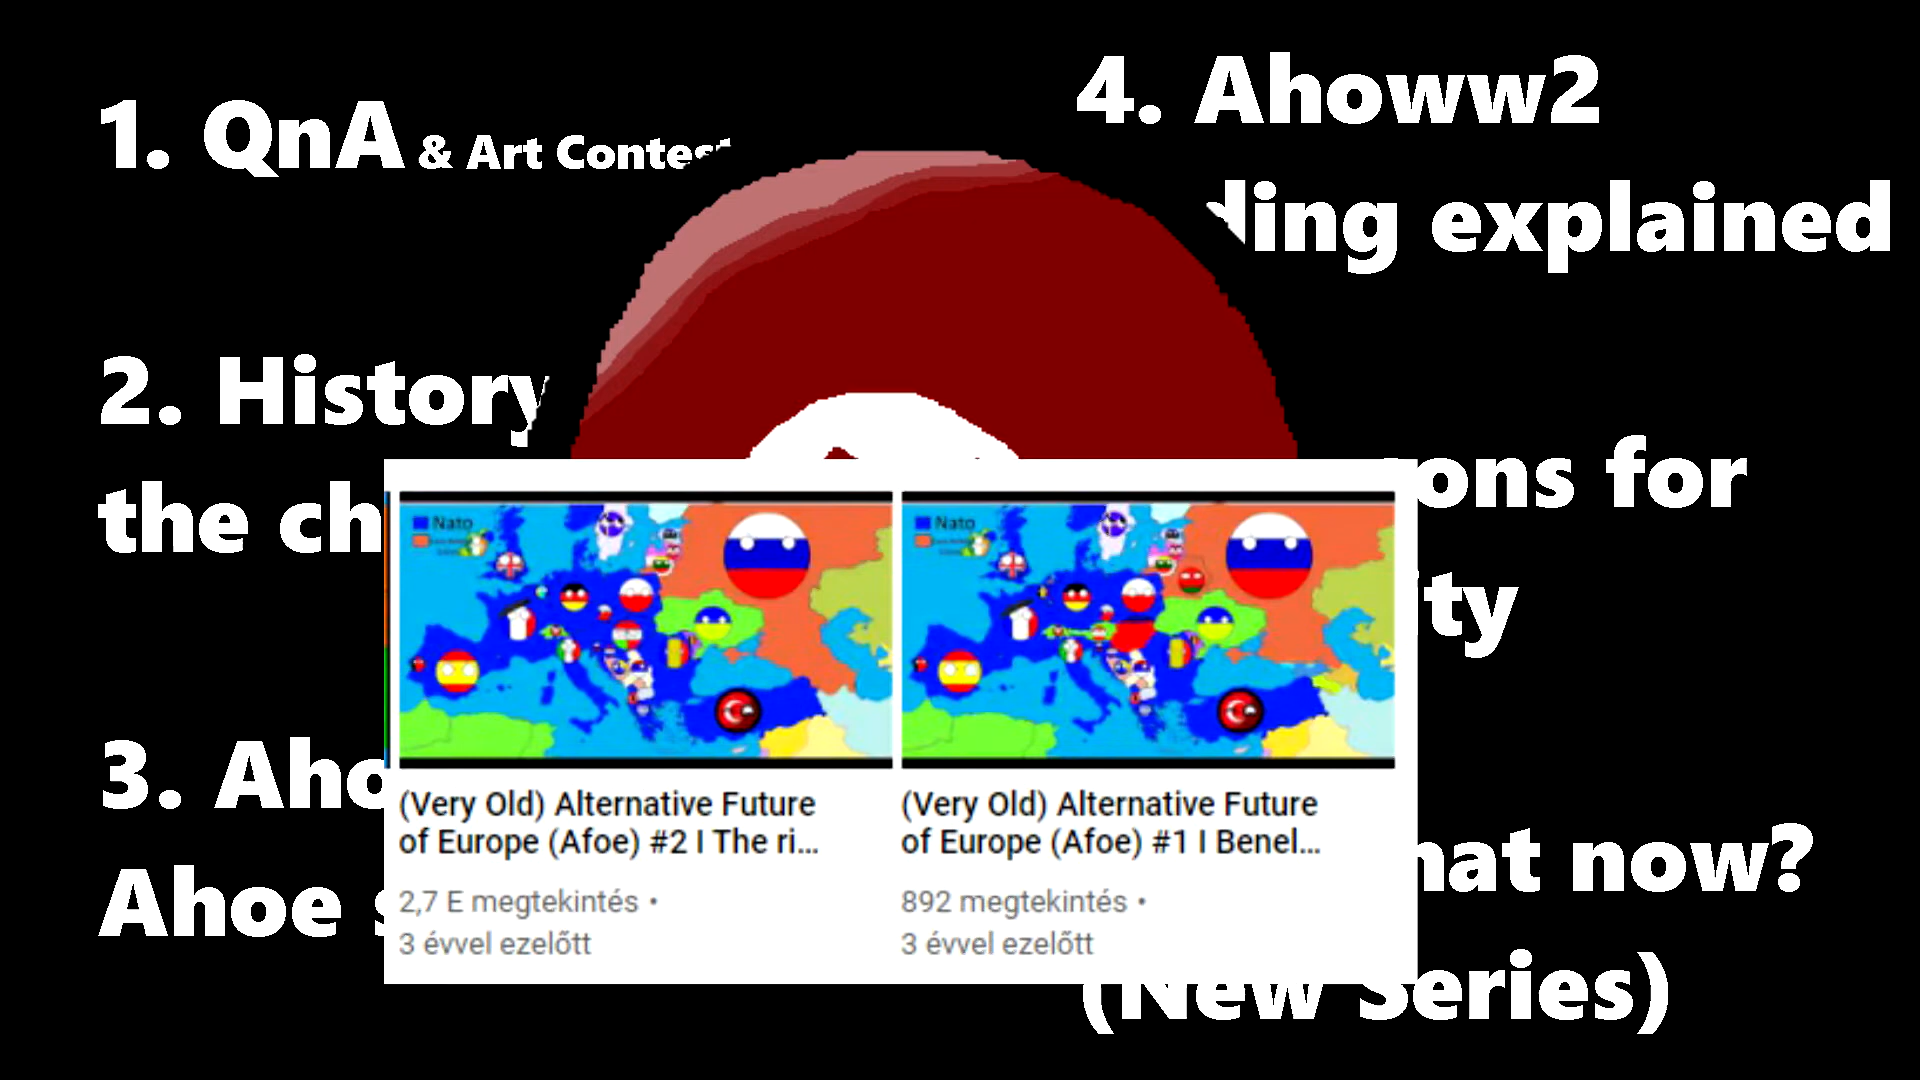 1. QnA & Art Contest
2. History
the ch
3. Aho
Ahoe
4. Ahoww2
ding explained
ons for
ty
hat now?
(New Series)
Nato
Nato
(Very Old) Alternative Future
of Europe (Afoe) #2 I The ri...
2,7 E megtekintés •
3 évvel ezelőtt
(Very Old) Alternative Future
of Europe (Afoe) #1 I Benel...
892 megtekintés •
3 évvel ezelőtt